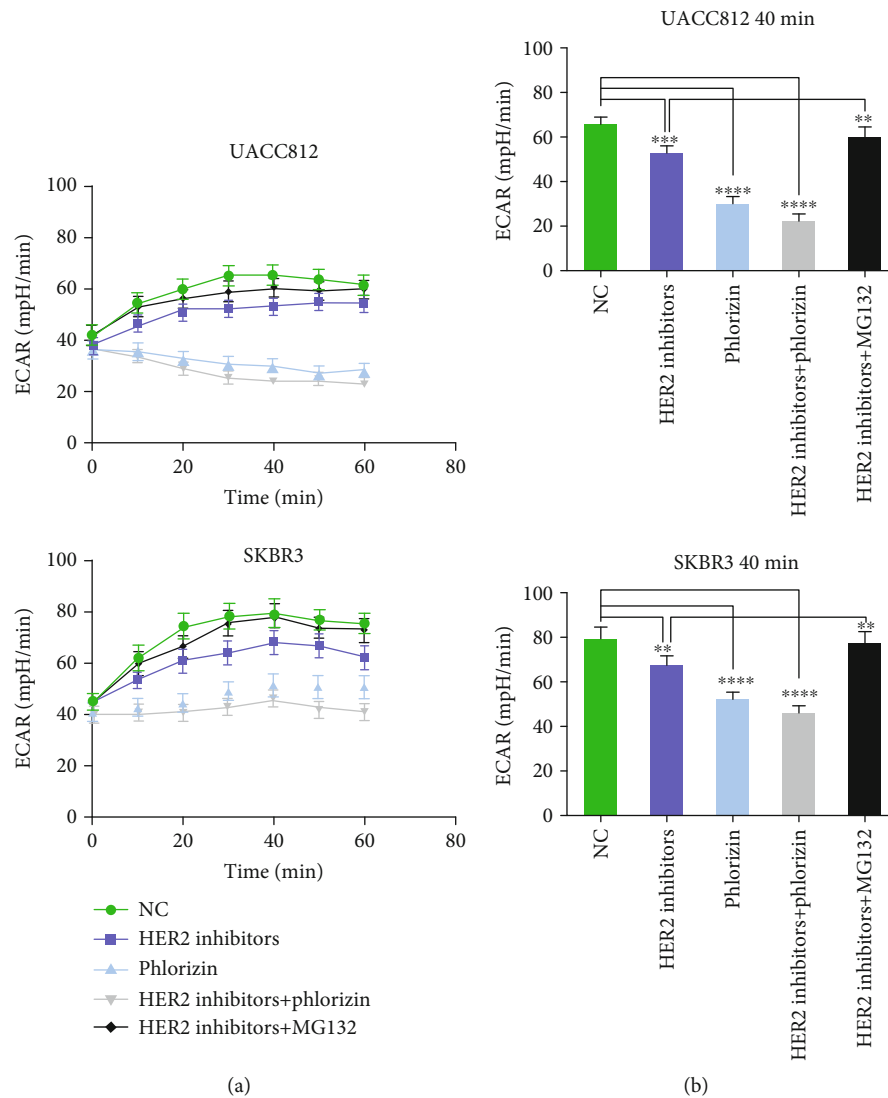 UACC812
100
80
60
40
20
0
ECAR (mpH/min)
0
20
40
60
80
Time (min)
SKBR3
100
80
60
40
20
0
ECAR (mpH/min)
0
20
40
60
80
Time (min)
NC
HER2 inhibitors
Phlorizin
HER2 inhibitors+phlorizin
HER2 inhibitors+MG132
(a)
UACC812 40 min
100
80
60
40
20
0
ECAR (mpH/min)
***
****
****
**
NC
HER2 inhibitors
Phlorizin
HER2 inhibitors+phlorizin
HER2 inhibitors+MG132
SKBR3 40 min
100
80
60
40
20
0
ECAR (mpH/min)
**
****
****
**
NC
HER2 inhibitors
Phlorizin
HER2 inhibitors+phlorizin
HER2 inhibitors+MG132
(b)